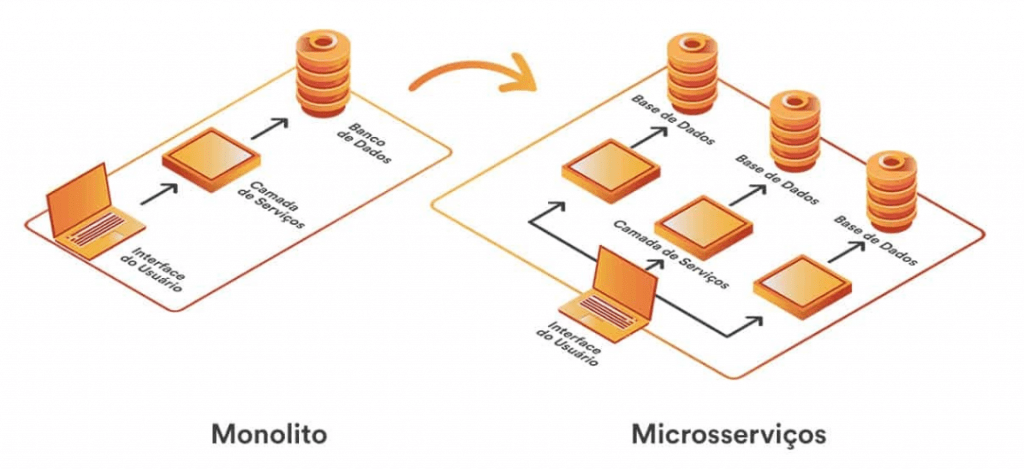 Banco
de Dados
Camada
de Serviços
Interface
do Usuário
Base de Dados
Base de Dados
Base de Dados
Camada de Serviços
Interface
do Usuário
Monolito
Microsserviços